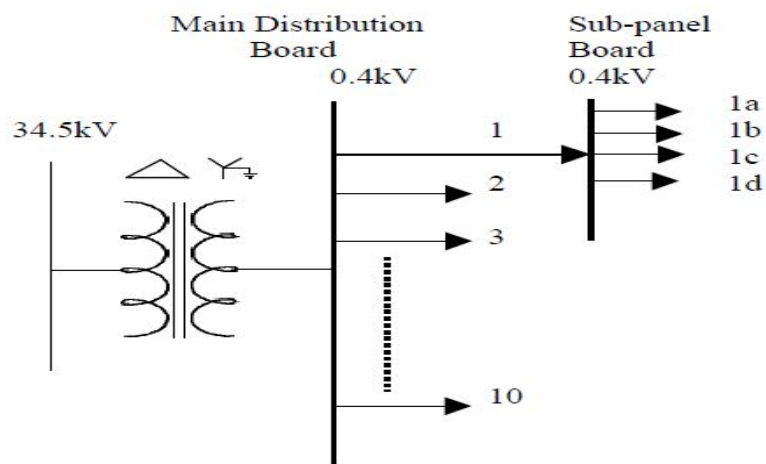 Main Distribution
Board
0.4kV
Sub-panel
Board
0.4kV
34.5kV
1
2
3
10
1a
1b
1c
1d